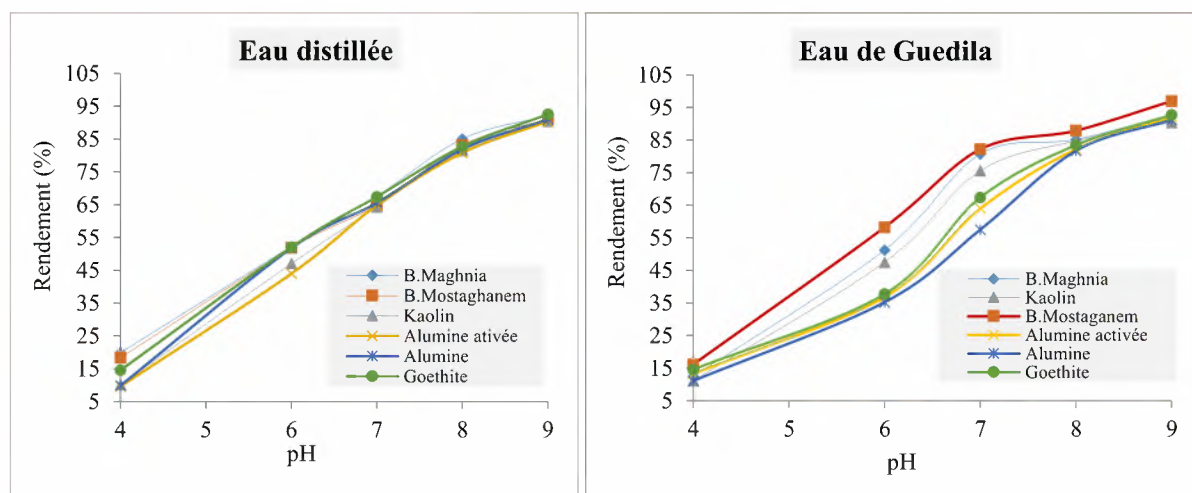 Eau distillée
Rendement (%)
105
95
85
75
65
55
45
35
25
15
5
4 5 6 7 8 9
pH
B.Maghnia
B.Mostaghanem
Kaolin
Alumine ativée
Alumine
Goethite
Eau de Guedila
Rendement (%)
105
95
85
75
65
55
45
35
25
15
5
4 5 6 7 8 9
pH
B.Maghnia
Kaolin
B.Mostaganem
Alumine activée
Alumine
Goethite